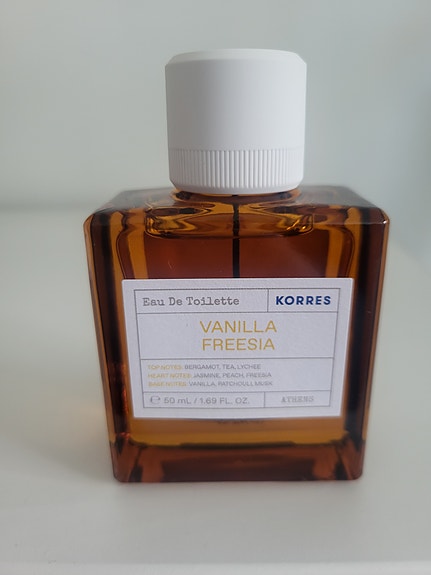 Eau De Toilette KORRES
VANILLA
FREESIA
TOP NOTES: BERGAMOT, TEA, LYCHEE
HEART NOTES: JASMINE, PEACH, FREESIA
BASE NOTES: VANILLA, PATCHOULI, MUSK
℮ 50 mL / 1.69 FL. OZ. ATHENS